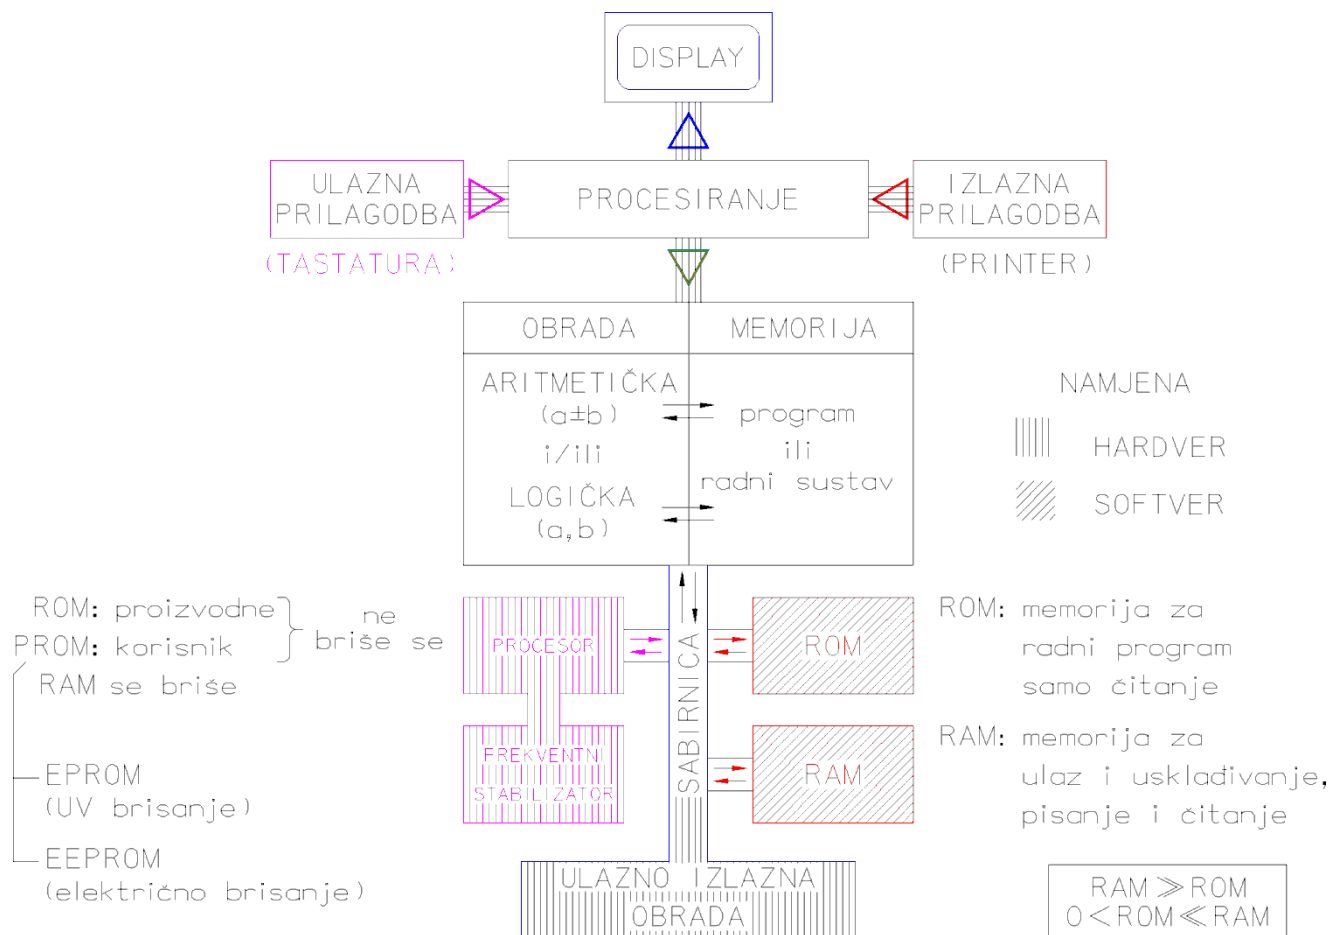 DISPLAY
ULAZNA
PRILAGODBA
(TASTATURA)
PROCESIRANJE
IZLAZNA
PRILAGODBA
(PRINTER)
OBRADA
MEMORIJA
ARITMETIČKA
(a±b)
i/ili
LOGIČKA
(a,b)
program
ili
radni sustav
NAMJENA
HARDVER
SOFTVER
ROM: proizvodne
PROM: korisnik
RAM se briše
ne
briše se
EPROM
(UV brisanje)
EEPROM
(električno brisanje)
PROCESOR
FREKVENTNI
STABILIZATOR
SABIRNICA
ROM
RAM
ROM: memorija za
radni program
samo čitanje
RAM: memorija za
ulaz i usklađivanje,
pisanje i čitanje
ULAZNO IZLAZNA
OBRADA
RAM≫ROM
0<ROM≪RAM